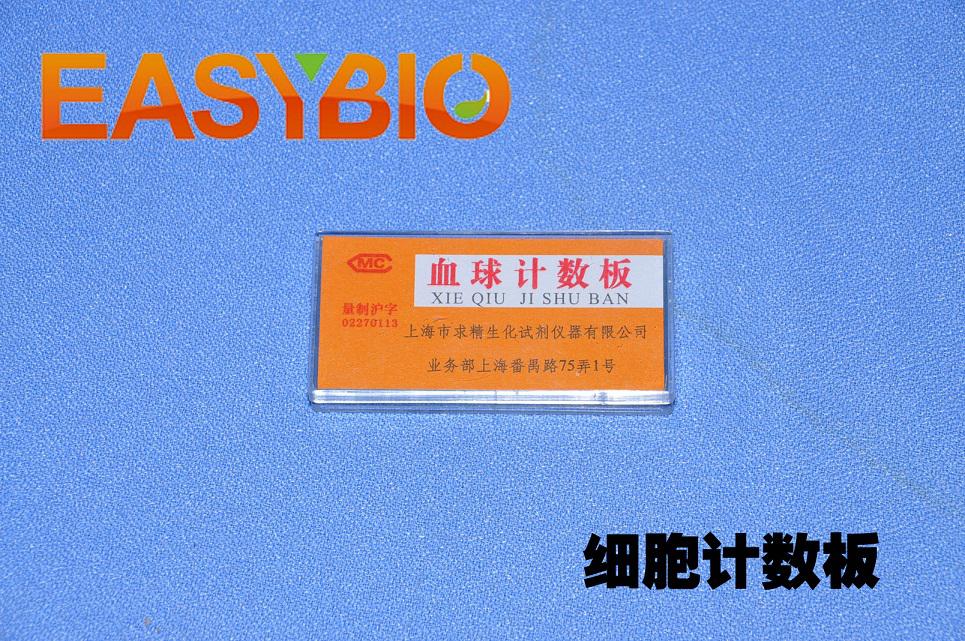 EASYBIO
MC
血球计数板
XIE QIU JI SHU BAN
量制沪字
02270113
上海市求精生化试剂仪器有限公司
业务部上海番禺路75弄1号
细胞计数板